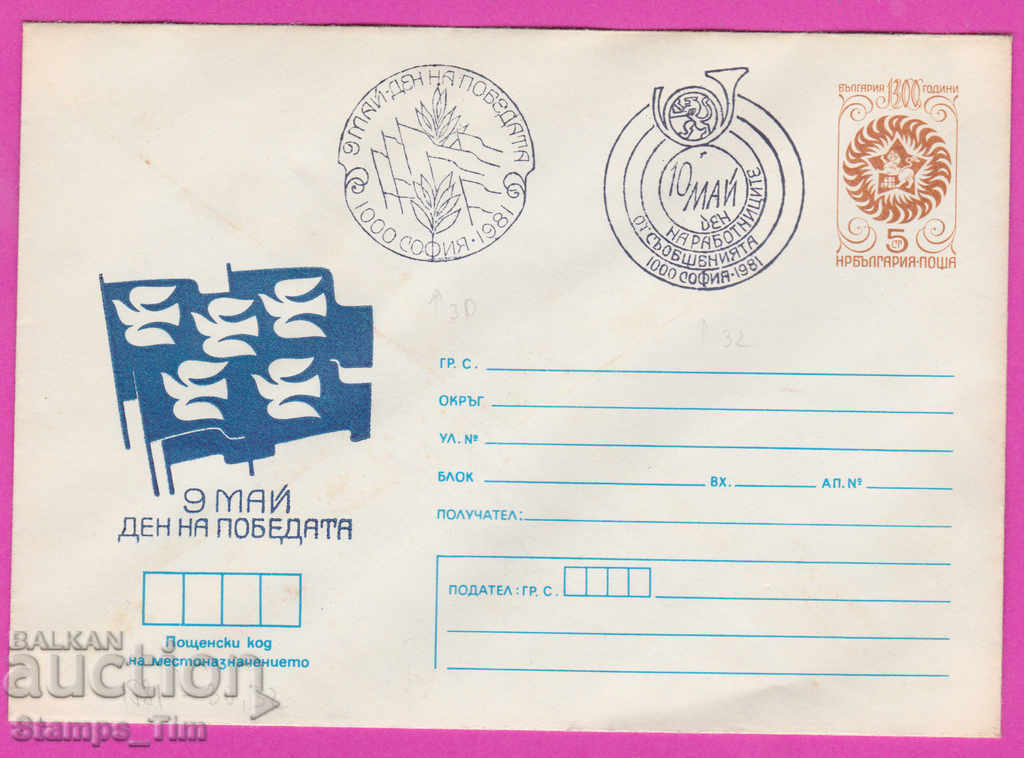 9 МАЙ·ДЕН НА ПОБЕДАТА
1000 СОФИЯ·1981
10 МАЙ
ДЕН
НА РАБОТНИЦИТЕ
ОТ СЪОБЩЕНИЯТА
1000 СОФИЯ·1981
БЪЛГАРИЯ 1300 ГОДИНИ
5 СТ
НРБЪЛГАРИЯ·ПОЩА
30
32
9 МАЙ
ДЕН НА ПОБЕДАТА
ГР. С.
ОКРЪГ
УЛ. №
БЛОК ВХ. АП. №
ПОЛУЧАТЕЛ:
ПОДАТЕЛ: ГР. С.
Пощенски код
на местоназначението
BALKAN
auction
Stamps_Tim